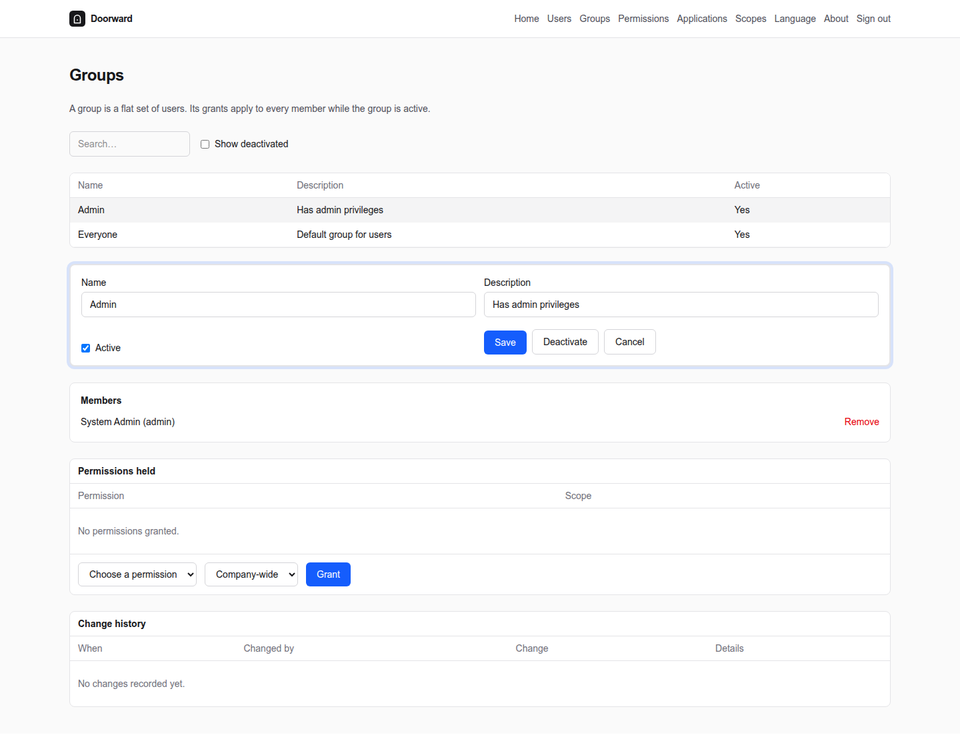 Doorward
Home Users Groups Permissions Applications Scopes Language About Sign out
Groups
A group is a flat set of users. Its grants apply to every member while the group is active.
Search… Show deactivated
Name Description Active
Admin Has admin privileges Yes
Everyone Default group for users Yes
Name Description
Admin Has admin privileges
Active Save Deactivate Cancel
Members
System Admin (admin) Remove
Permissions held
Permission Scope
No permissions granted.
Choose a permission Company-wide Grant
Change history
When Changed by Change Details
No changes recorded yet.